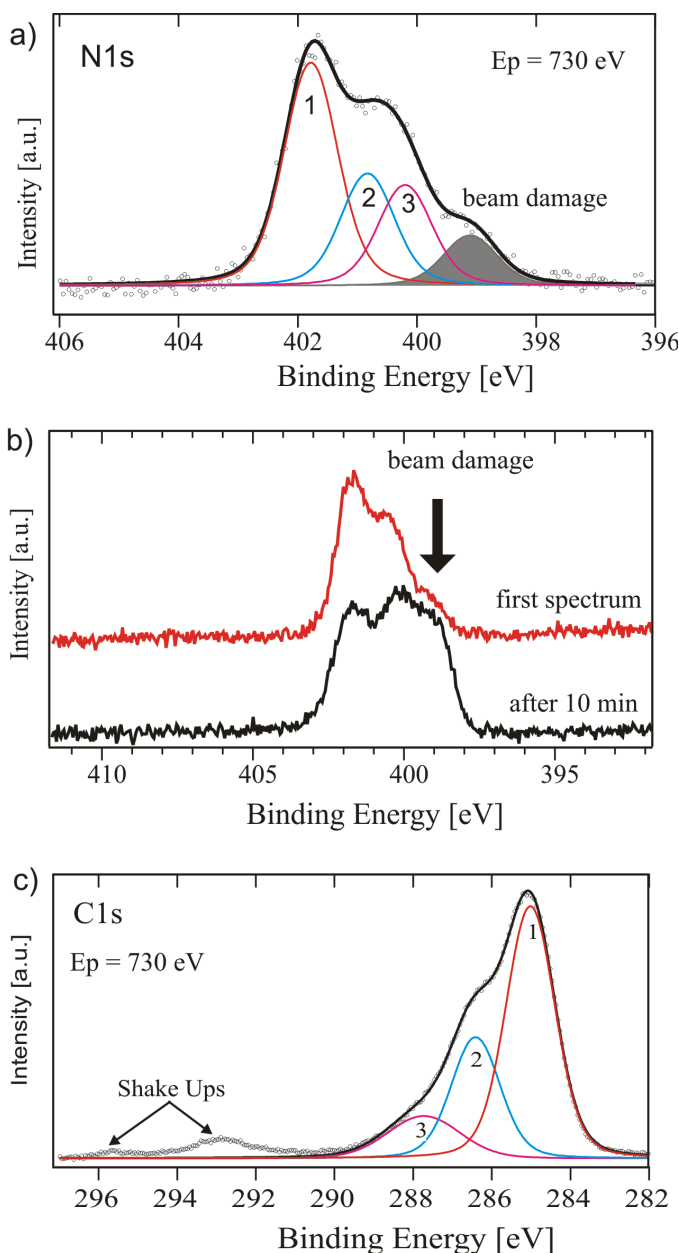 a)
N1s
Ep = 730 eV
1
2
3
beam damage
Intensity [a.u.]
406 404 402 400 398 396
Binding Energy [eV]
b)
beam damage
first spectrum
after 10 min
Intensity [a.u.]
410 405 400 395
Binding Energy [eV]
c)
C1s
Ep = 730 eV
1
2
3
Shake Ups
Intensity [a.u.]
296 294 292 290 288 286 284 282
Binding Energy [eV]